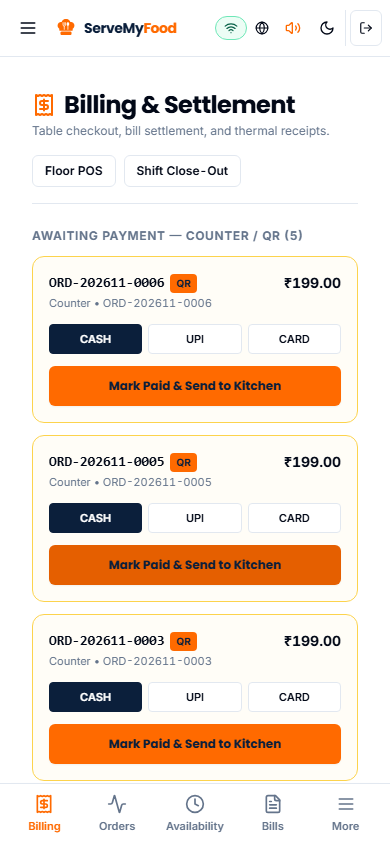 ServeMyFood
Billing & Settlement
Table checkout, bill settlement, and thermal receipts.
Floor POS
Shift Close-Out
AWAITING PAYMENT — COUNTER / QR (5)
ORD-202611-0006 QR ₹199.00
Counter • ORD-202611-0006
CASH UPI CARD
Mark Paid & Send to Kitchen
ORD-202611-0005 QR ₹199.00
Counter • ORD-202611-0005
CASH UPI CARD
Mark Paid & Send to Kitchen
ORD-202611-0003 QR ₹199.00
Counter • ORD-202611-0003
CASH UPI CARD
Mark Paid & Send to Kitchen
Billing Orders Availability Bills More